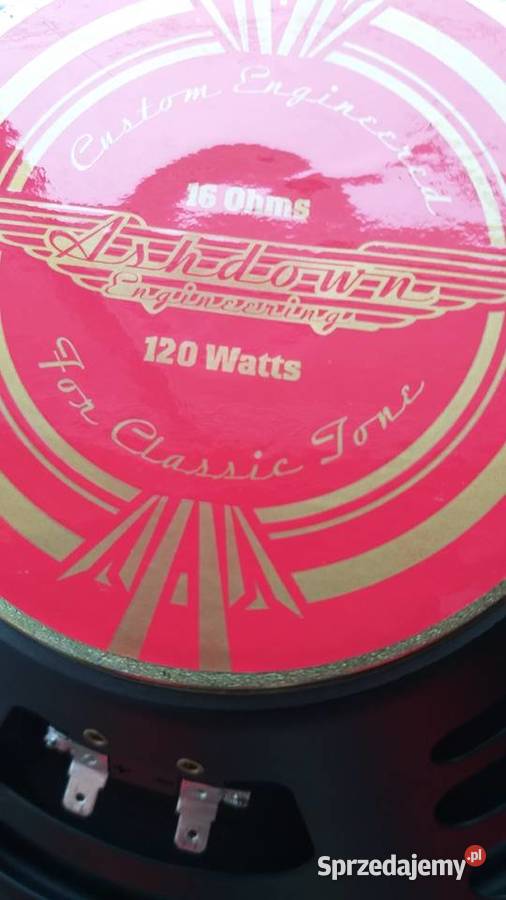 Custom Engineered
16 Ohms
Ashdown
Engineering
120 Watts
For Classic Tone
+ -
Sprzedajemy.pl